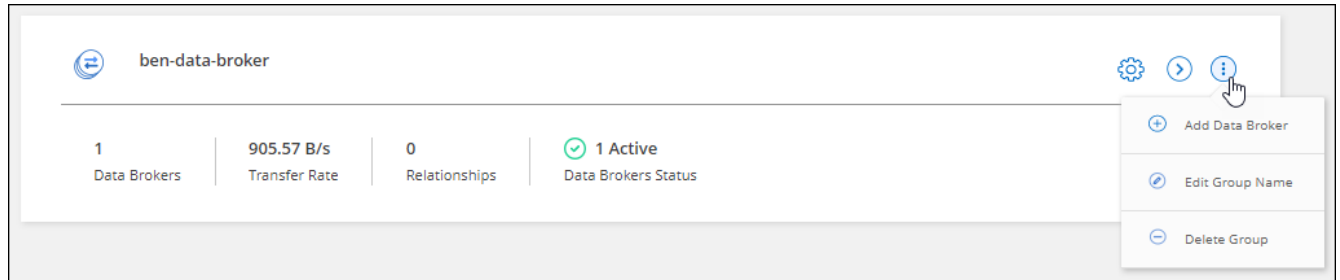 ben-data-broker
1
Data Brokers
905.57 B/s
Transfer Rate
0
Relationships
1 Active
Data Brokers Status
Add Data Broker
Edit Group Name
Delete Group